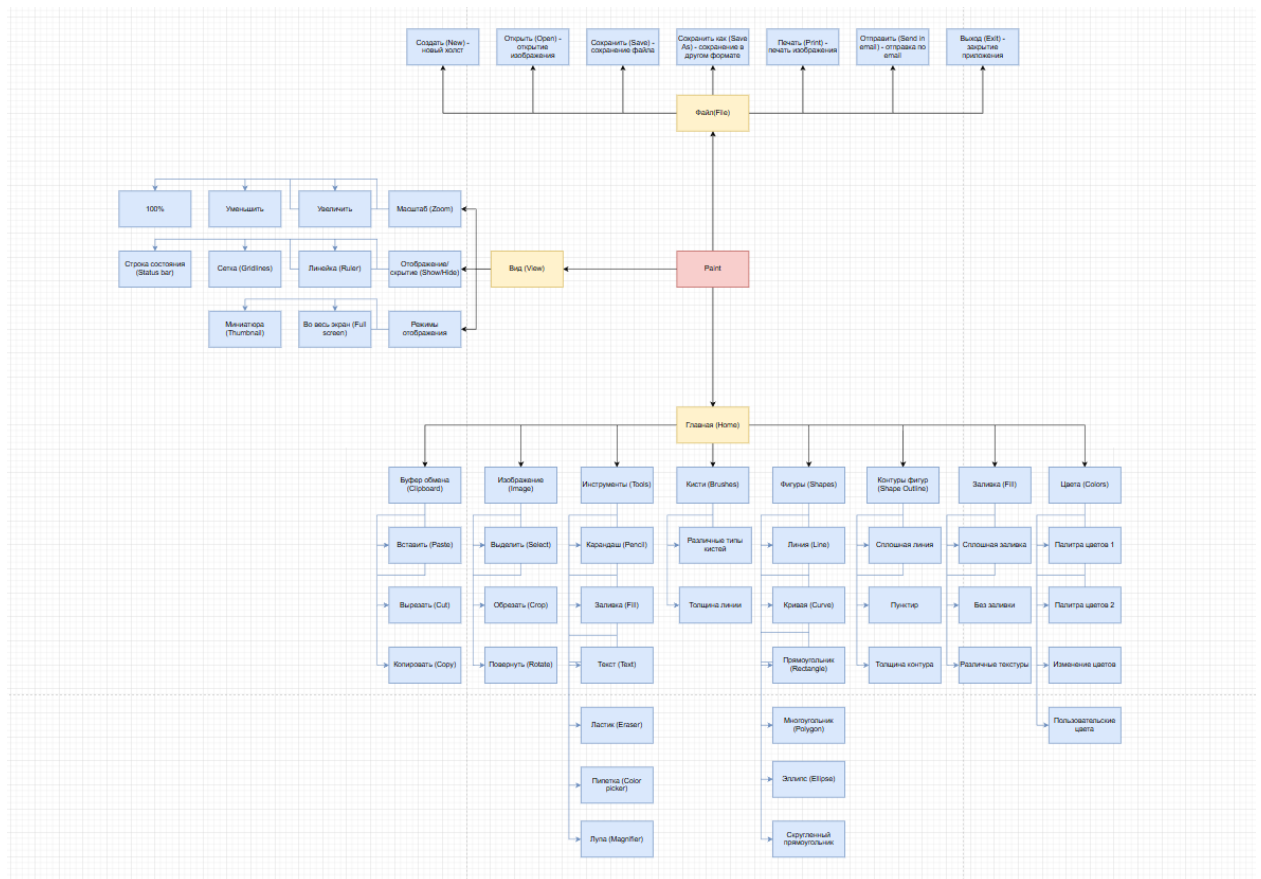 Создать (New) -
новый холст
Открыть (Open) -
открытие
изображения
Сохранить (Save) -
сохранение файла
Сохранить как (Save
As) - сохранение в
другом формате
Печать (Print) -
печать изображения
Отправить (Send in
email) - отправка по
email
Выход (Exit) -
закрытие
приложения
Файл(File)
100%
Уменьшить
Увеличить
Масштаб (Zoom)
Строка состояния
(Status bar)
Сетка (Gridlines)
Линейка (Ruler)
Отображение/
скрытие (Show/Hide)
Вид (View)
Paint
Миниатюра
(Thumbnail)
Во весь экран (Full
screen)
Режимы
отображения
Главная (Home)
Буфер обмена
(Clipboard)
Изображение
(Image)
Инструменты (Tools)
Кисти (Brushes)
Фигуры (Shapes)
Контуры фигур
(Shape Outline)
Заливка (Fill)
Цвета (Colors)
Вставить (Paste)
Выделить (Select)
Карандаш (Pencil)
Различные типы
кистей
Линия (Line)
Сплошная линия
Сплошная заливка
Палитра цветов 1
Вырезать (Cut)
Обрезать (Crop)
Заливка (Fill)
Толщина линии
Кривая (Curve)
Пунктир
Без заливки
Палитра цветов 2
Копировать (Copy)
Повернуть (Rotate)
Текст (Text)
Прямоугольник
(Rectangle)
Толщина контура
Различные текстуры
Изменение цветов
Ластик (Eraser)
Многоугольник
(Polygon)
Пользовательские
цвета
Пипетка (Color
picker)
Эллипс (Ellipse)
Лупа (Magnifier)
Скругленный
прямоугольник